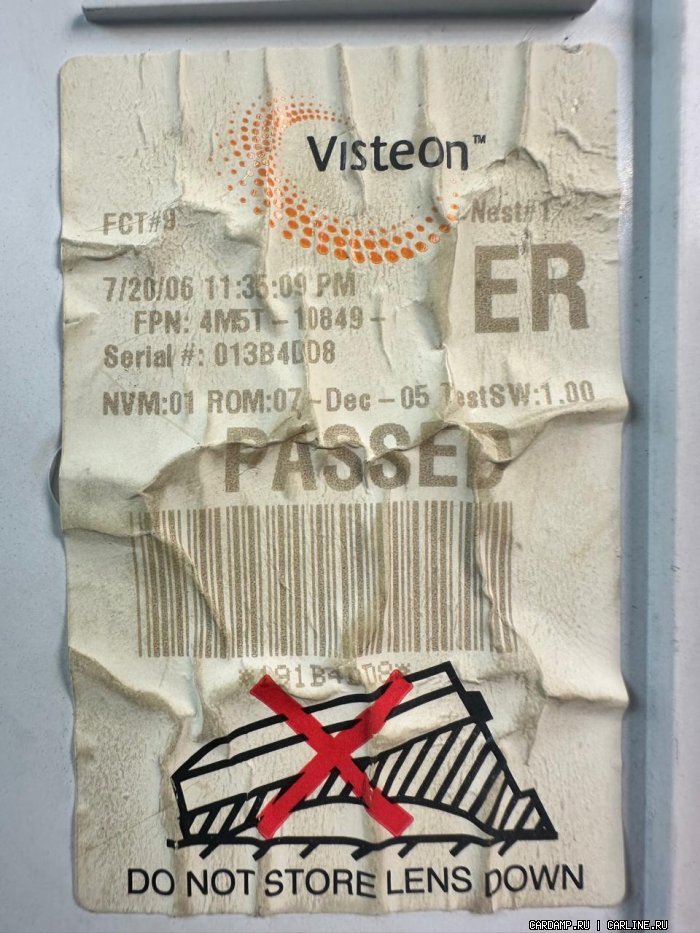 Visteon™
FCT#9 Nest#1
7/20/06 11:35:09 PM ER
FPN: 4M5T-10849-
Serial #: 013B4DD8
NVM:01 ROM:07-Dec-05 TestSW:1.00
PASSED
DO NOT STORE LENS DOWN
CARDAMP.RU | CARLINE.RU